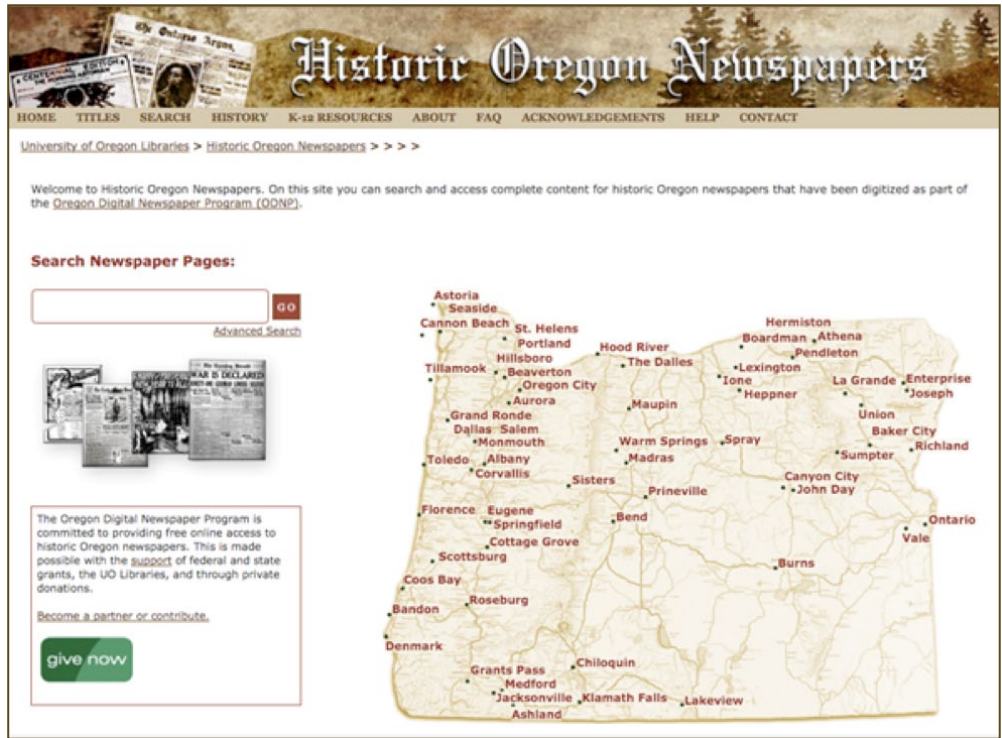 The Ontario Argus.
CENTENNIAL EDITION
Historic Oregon Newspapers
HOME TITLES SEARCH HISTORY K-12 RESOURCES ABOUT FAQ ACKNOWLEDGEMENTS HELP CONTACT
University of Oregon Libraries > Historic Oregon Newspapers > > > >
Welcome to Historic Oregon Newspapers. On this site you can search and access complete content for historic Oregon newspapers that have been digitized as part of
the Oregon Digital Newspaper Program (ODNP).
Search Newspaper Pages:
GO
Advanced Search
WAR IS DECLARED
The Oregon Digital Newspaper Program is
committed to providing free online access to
historic Oregon newspapers. This is made
possible with the support of federal and state
grants, the UO Libraries, and through private
donations.
Become a partner or contribute.
give now
Astoria
Seaside
Cannon Beach
St. Helens
Portland
Hermiston
Boardman
Athena
Hood River
Pendleton
Hillsboro
The Dalles
Lexington
Tillamook
Beaverton
Ione
La Grande
Enterprise
Oregon City
Heppner
Joseph
Aurora
Maupin
Union
Grand Ronde
Dallas
Salem
Baker City
Monmouth
Warm Springs
Spray
Richland
Toledo
Albany
Madras
Sumpter
Corvallis
Sisters
Canyon City
Prineville
John Day
Florence
Eugene
Bend
Ontario
Springfield
Vale
Cottage Grove
Scottsburg
Burns
Coos Bay
Roseburg
Bandon
Denmark
Chiloquin
Grants Pass
Medford
Jacksonville
Klamath Falls
Lakeview
Ashland